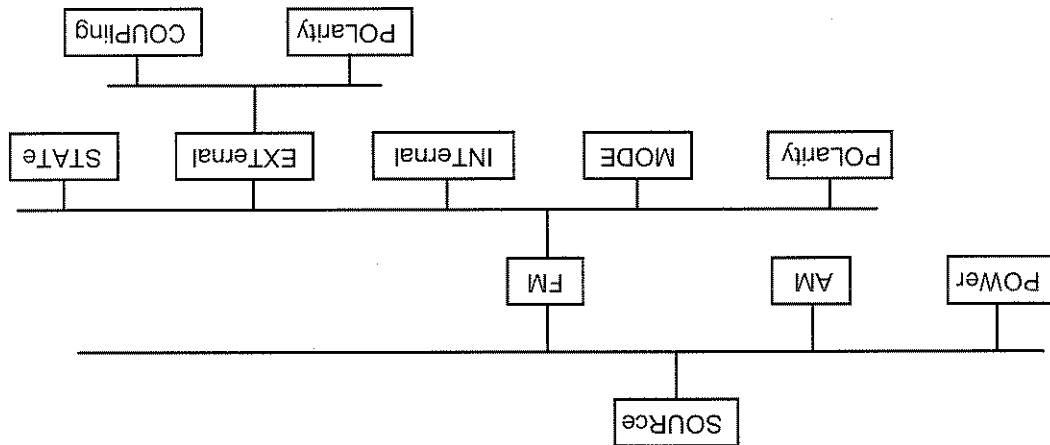 SOURce
POWer AM FM
POLarity MODE INTernal EXTernal STATe
POLarity COUPling